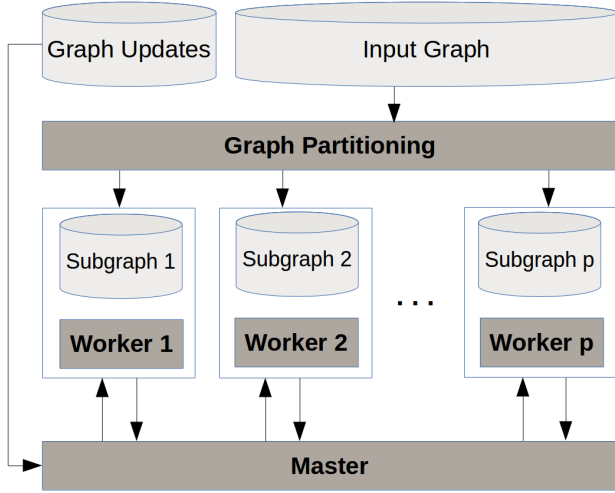 Graph Updates
Input Graph
Graph Partitioning
Subgraph 1
Subgraph 2
Subgraph p
. . .
Worker 1
Worker 2
Worker p
Master